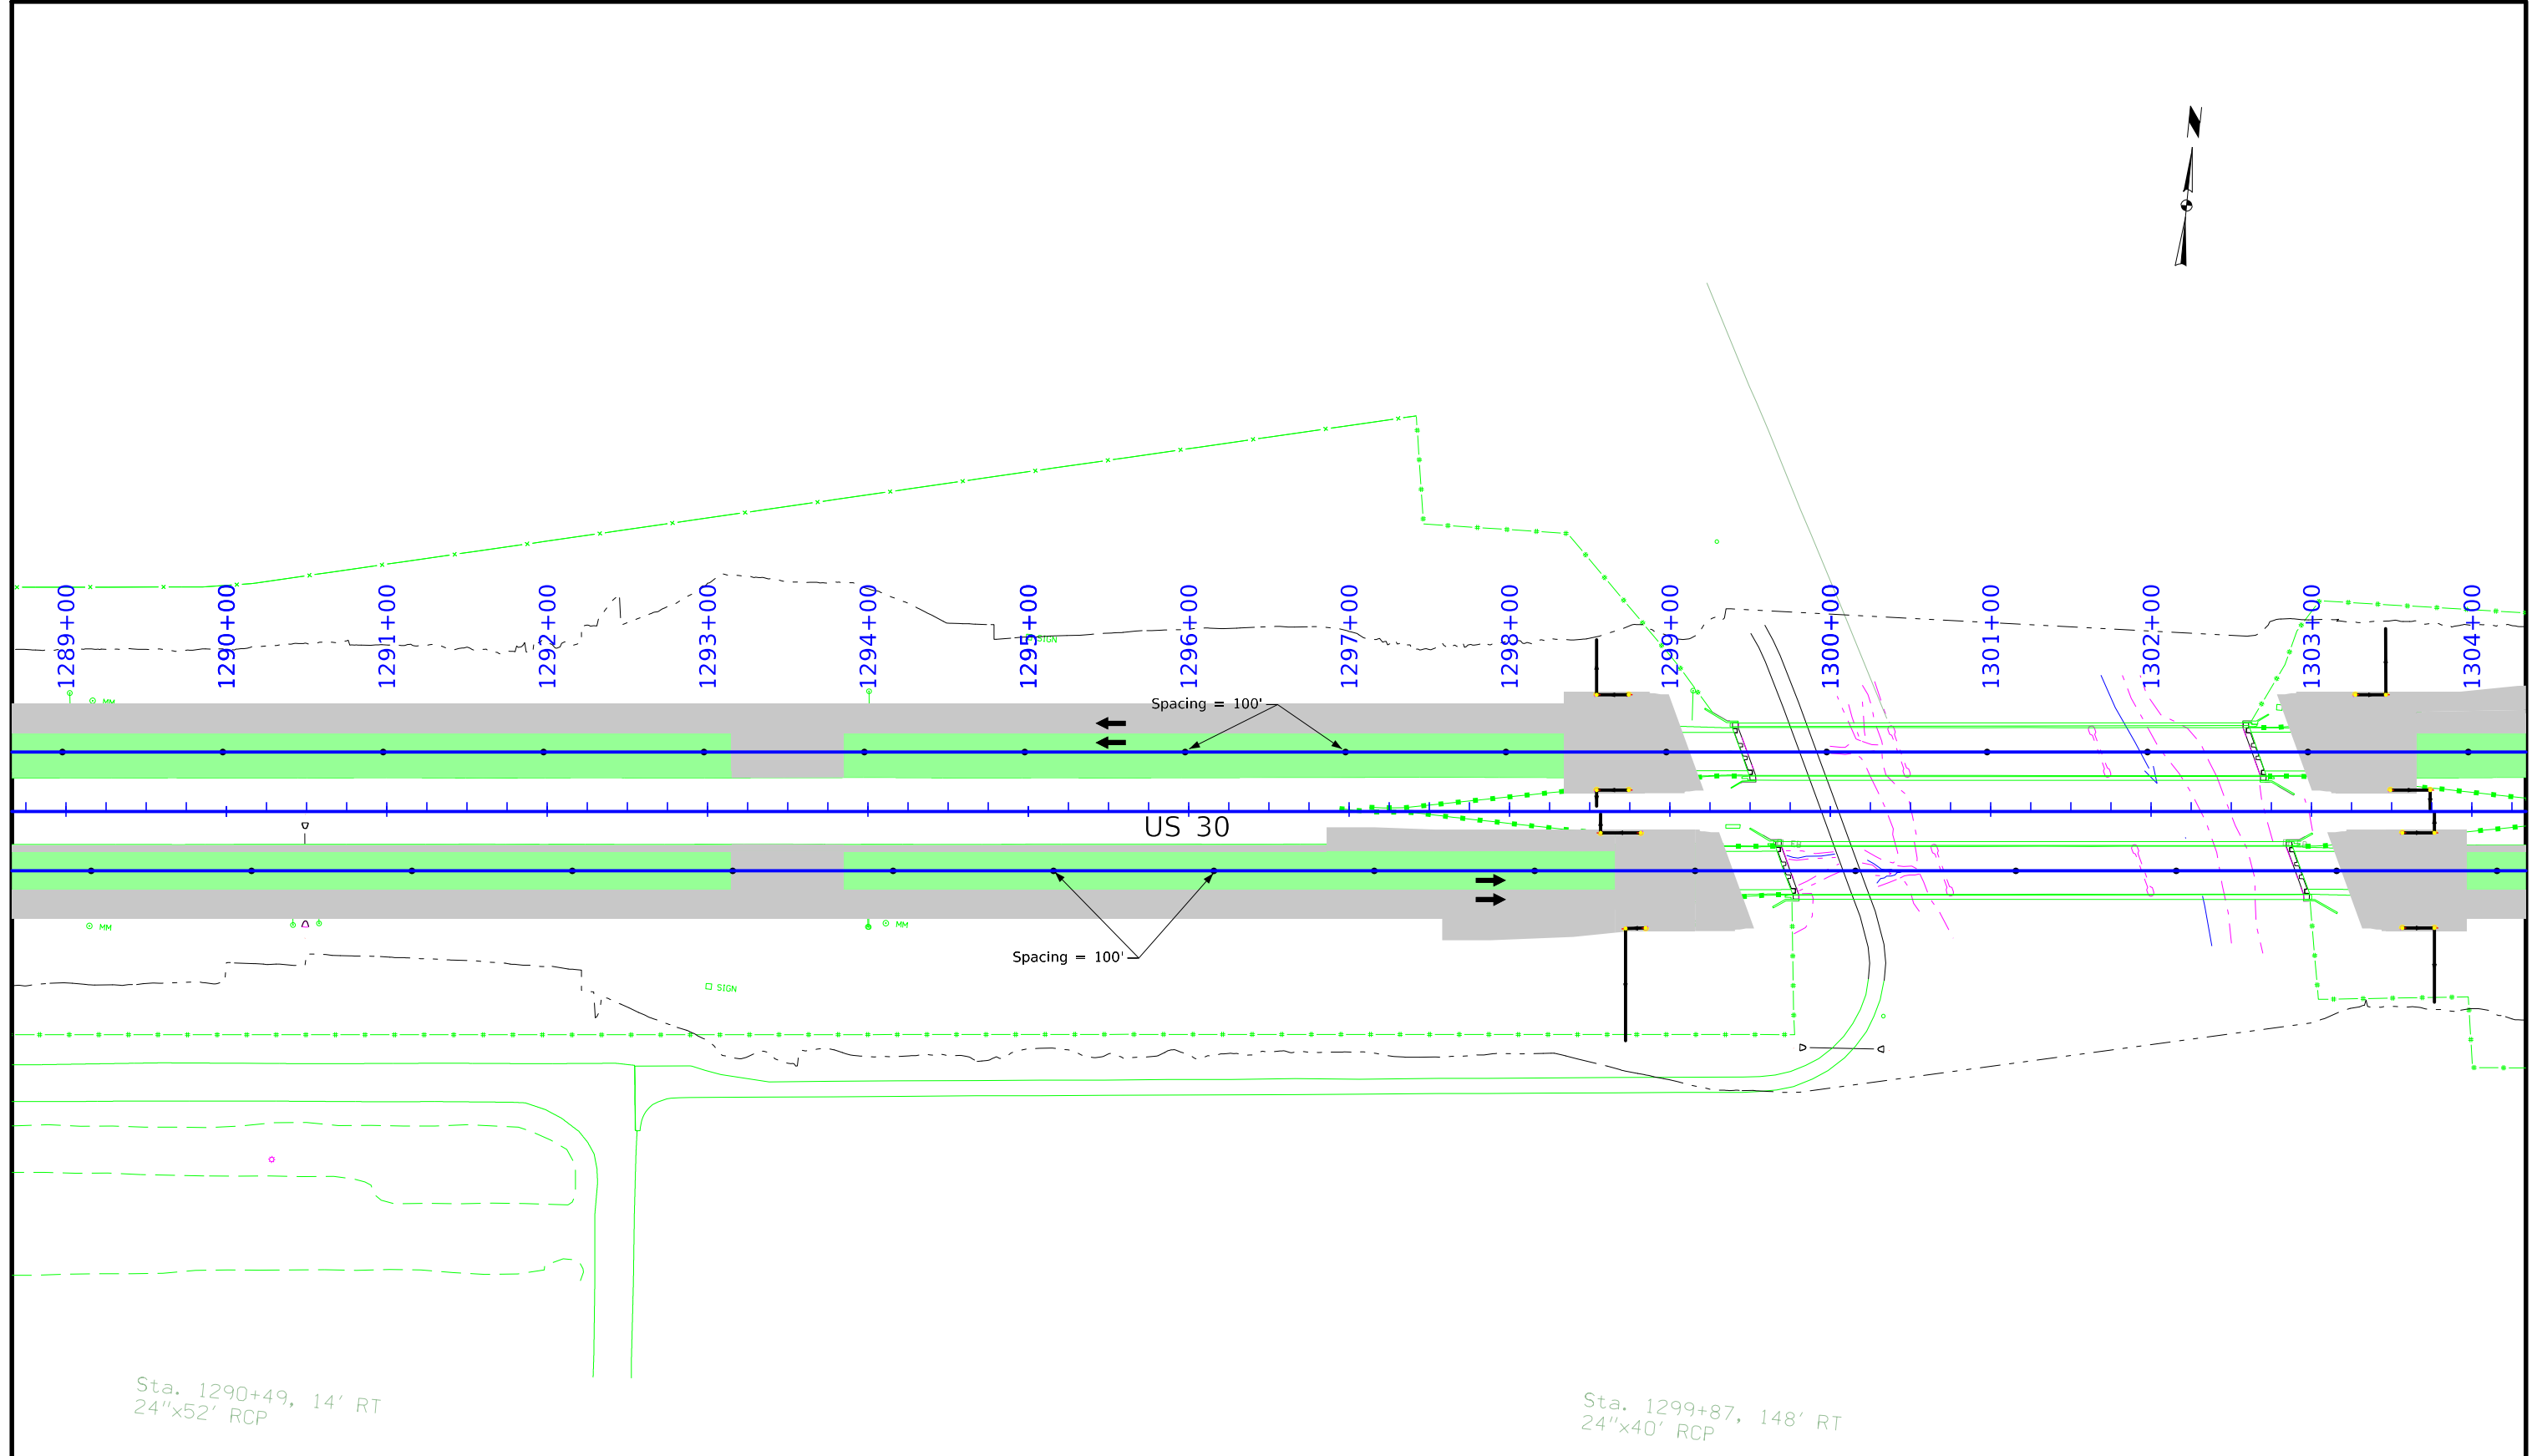 N
1289+00
1290+00
1291+00
1292+00
1293+00
1294+00
1295+00
1296+00
1297+00
1298+00
1299+00
1300+00
1301+00
1302+00
1303+00
1304+00
SIGN
MM
Spacing = 100'
US 30
MM
MM
Spacing = 100'
SIGN
Sta. 1290+49, 14' RT
24"x52' RCP
Sta. 1299+87, 148' RT
24"x40' RCP